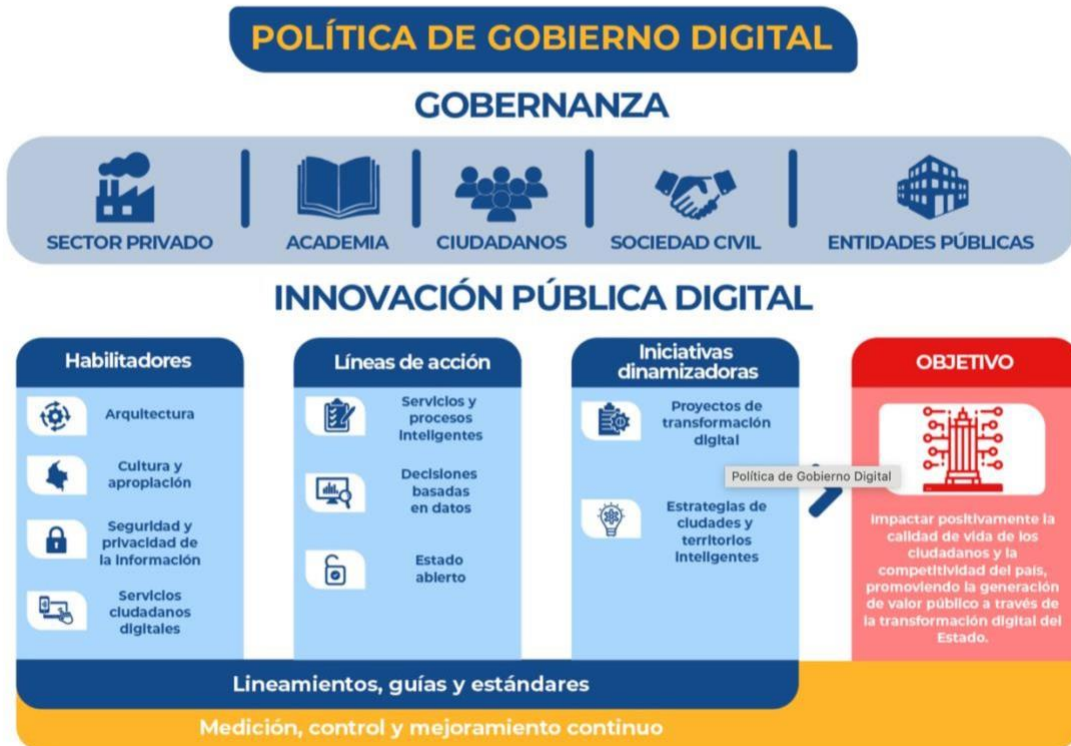 POLÍTICA DE GOBIERNO DIGITAL
GOBERNANZA
SECTOR PRIVADO
ACADEMIA
CIUDADANOS
SOCIEDAD CIVIL
ENTIDADES PÚBLICAS
INNOVACIÓN PÚBLICA DIGITAL
Habilitadores
Arquitectura
Cultura y
apropiación
Seguridad y
privacidad de
la información
Servicios
ciudadanos
digitales
Líneas de acción
Servicios y
procesos
inteligentes
Decisiones
basadas
en datos
Estado
abierto
Iniciativas
dinamizadoras
Proyectos de
transformación
digital
Política de Gobierno Digital
Estrategias de
ciudades y
territorios
inteligentes
OBJETIVO
Impactar positivamente la
calidad de vida de los
ciudadanos y la
competitividad del país,
promoviendo la generación
de valor público a través de
la transformación digital del
Estado.
Lineamientos, guías y estándares
Medición, control y mejoramiento continuo